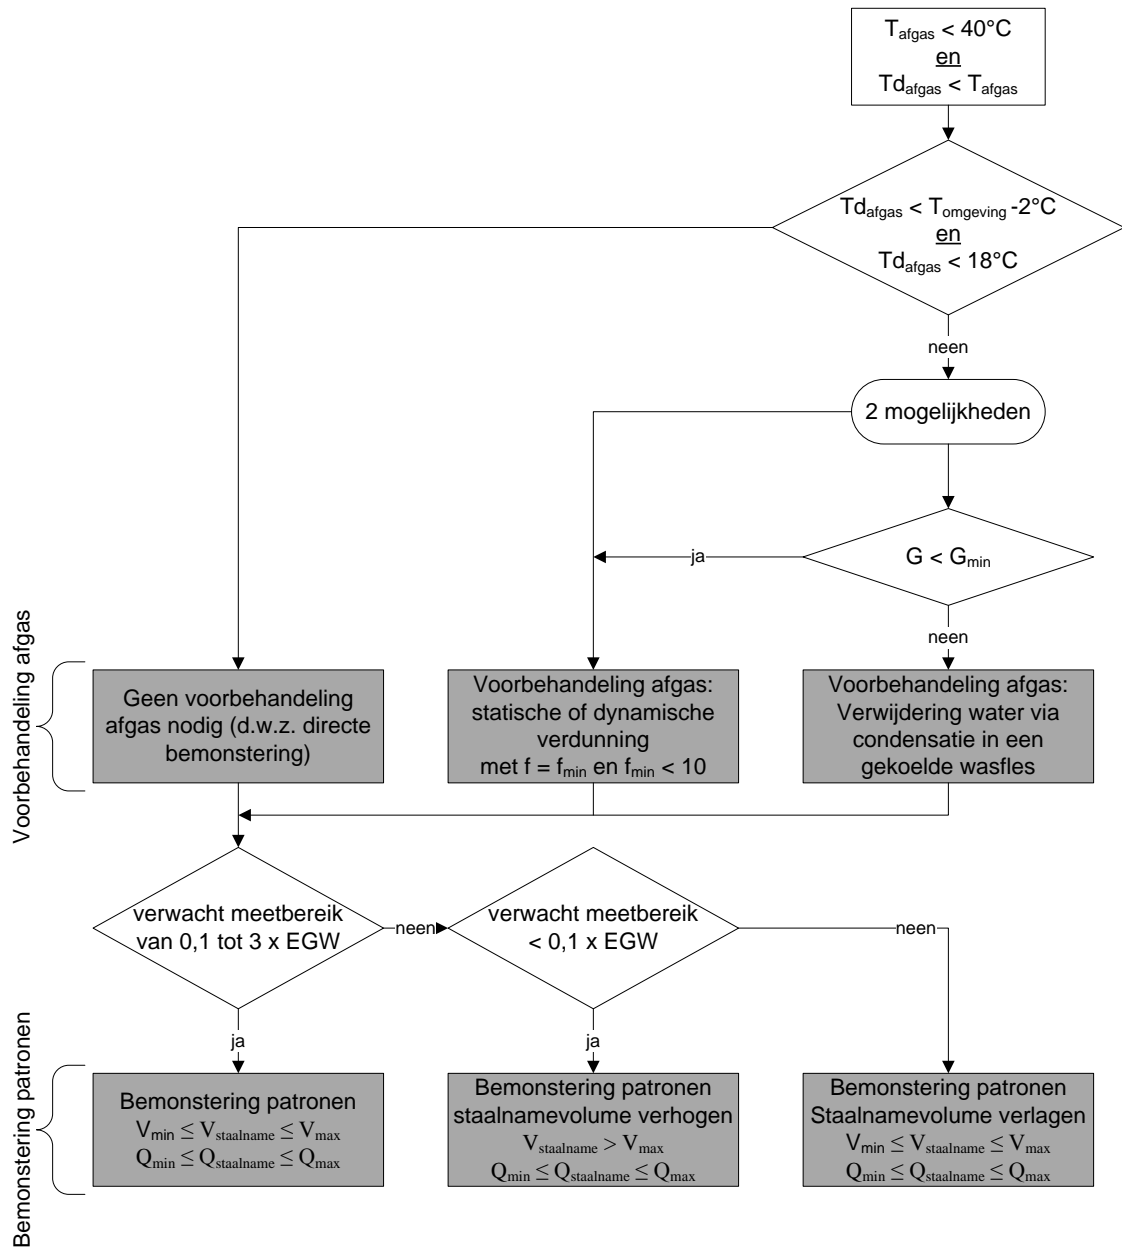 T_afgas < 40°C
en
Td_afgas < T_afgas
Td_afgas < T_omgeving -2°C
en
Td_afgas < 18°C
neen
2 mogelijkheden
G < G_min
ja
neen
Voorbehandeling afgas
Geen voorbehandeling
afgas nodig (d.w.z. directe
bemonstering)
Voorbehandeling afgas:
statische of dynamische
verdunning
met f = f_min en f_min < 10
Voorbehandeling afgas:
Verwijdering water via
condensatie in een
gekoelde wasfles
verwacht meetbereik
van 0,1 tot 3 x EGW
neen
verwacht meetbereik
< 0,1 x EGW
neen
ja
ja
Bemonstering patronen
Bemonstering patronen
V_min ≤ V_staalname ≤ V_max
Q_min ≤ Q_staalname ≤ Q_max
Bemonstering patronen
staalnamevolume verhogen
V_staalname > V_max
Q_min ≤ Q_staalname ≤ Q_max
Bemonstering patronen
Staalnamevolume verlagen
V_min ≤ V_staalname ≤ V_max
Q_min ≤ Q_staalname ≤ Q_max